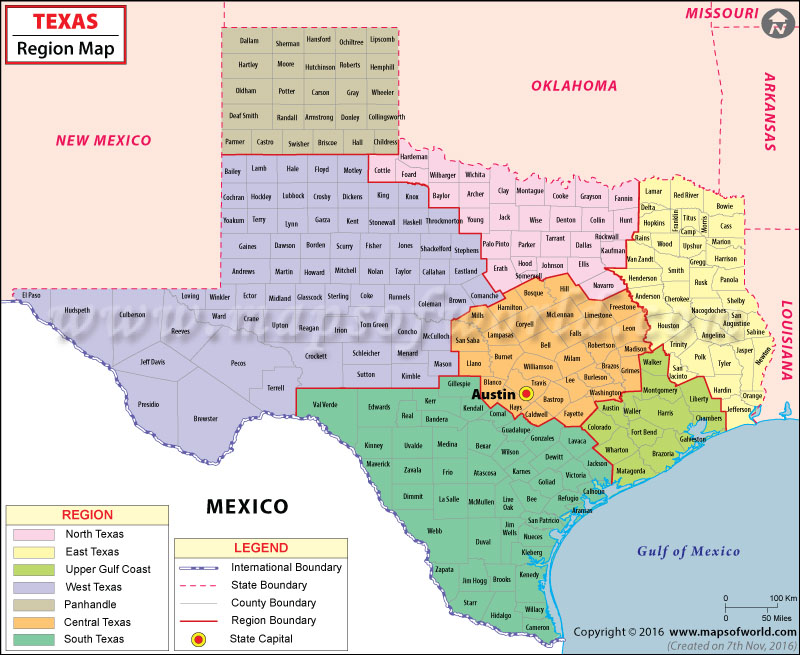 TEXAS
Region Map
MISSOURI
N
OKLAHOMA
ARKANSAS
NEW MEXICO
LOUISIANA
MEXICO
Gulf of Mexico
Austin
Dallam Sherman Hansford Ochiltree Lipscomb
Hartley Moore Hutchinson Roberts Hemphill
Oldham Potter Carson Gray Wheeler
Deaf Smith Randall Armstrong Donley Collingsworth
Parmer Castro Swisher Briscoe Hall Childress
Hardeman
Bailey Lamb Hale Floyd Motley Cottle Foard Wilbarger Wichita
Cochran Hockley Lubbock Crosby Dickens King Knox Baylor Archer Clay Montague Cooke Grayson Fannin Lamar Red River Bowie
Delta Franklin Titus Morris Cass
Yoakum Terry Lynn Garza Kent Stonewall Haskell Throckmorton Young Jack Wise Denton Collin Hunt Hopkins Camp
Rockwall Rains Wood Upshur Marion
Gaines Dawson Borden Scurry Fisher Jones Shackelford Stephens Palo Pinto Parker Tarrant Dallas Kaufman Van Zandt Gregg Harrison
Andrews Martin Howard Mitchell Nolan Taylor Callahan Eastland Erath Hood Somervell Johnson Ellis Henderson Smith Rusk Panola
El Paso Hudspeth Culberson Loving Winkler Ector Midland Glasscock Sterling Coke Runnels Coleman Brown Comanche Bosque Hill Navarro Anderson Cherokee Shelby
Reeves Ward Crane Upton Reagan Irion Tom Green Concho McCulloch Mills Hamilton McLennan Limestone Freestone Nacogdoches San Augustine Sabine
San Saba Lampasas Coryell Falls Leon Houston Angelina
Jeff Davis Pecos Crockett Schleicher Menard Mason Llano Burnet Bell Robertson Madison Trinity Polk Tyler Jasper Newton
Presidio Brewster Terrell Sutton Kimble Williamson Milam Brazos Grimes Walker San Jacinto
Gillespie Blanco Travis Lee Burleson Washington Montgomery Liberty Orange
Val Verde Edwards Kerr Kendall Hays Bastrop Austin Waller Harris Chambers Jefferson
Real Bandera Comal Caldwell Fayette Colorado Fort Bend Galveston
Kinney Uvalde Medina Bexar Guadalupe Gonzales Lavaca Wharton Brazoria
Maverick Zavala Frio Atascosa Wilson Karnes Dewitt Jackson Matagorda
Dimmit La Salle McMullen Live Oak Bee Goliad Victoria Calhoun
Refugio Aransas
Webb Duval Jim Wells San Patricio Nueces
Kleberg
Zapata Jim Hogg Brooks Kenedy
Starr Hidalgo Willacy
Cameron
www.mapsofworld.com
REGION
North Texas
East Texas
Upper Gulf Coast
West Texas
Panhandle
Central Texas
South Texas
LEGEND
International Boundary
State Boundary
County Boundary
Region Boundary
State Capital
0 100 Km
0 50 Miles
Copyright © 2016 www.mapsofworld.com
(Created on 7th Nov, 2016)